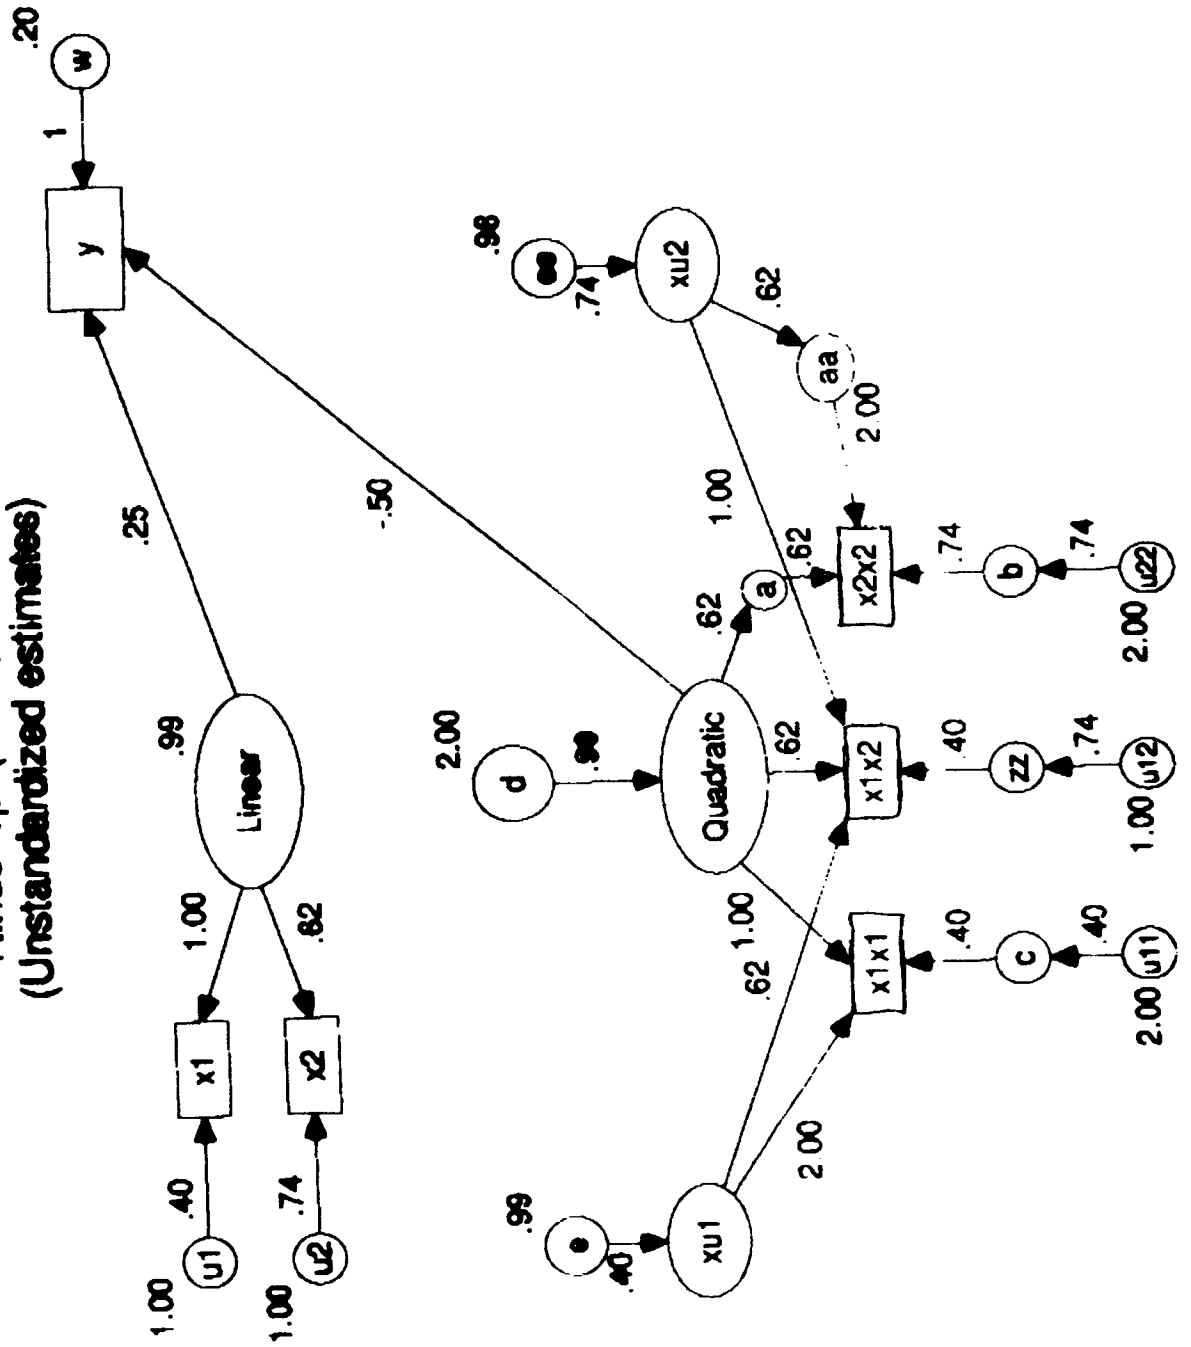 (Unstandardized estimates)
.20
w
1
y
.25
-.50
.99
Linear
1.00
.62
x1
x2
.40
.74
u1
u2
1.00
1.00
2.00
d
Quadratic
.62
a
.62
.62
1.00
.98
.74
xu2
.62
aa
2.00
1.00
.99
e
.40
xu1
.62
2.00
x1x1
x1x2
x2x2
.40
.40
.74
c
zz
b
.40
.74
.74
2.00
u11
1.00
u12
2.00
u22